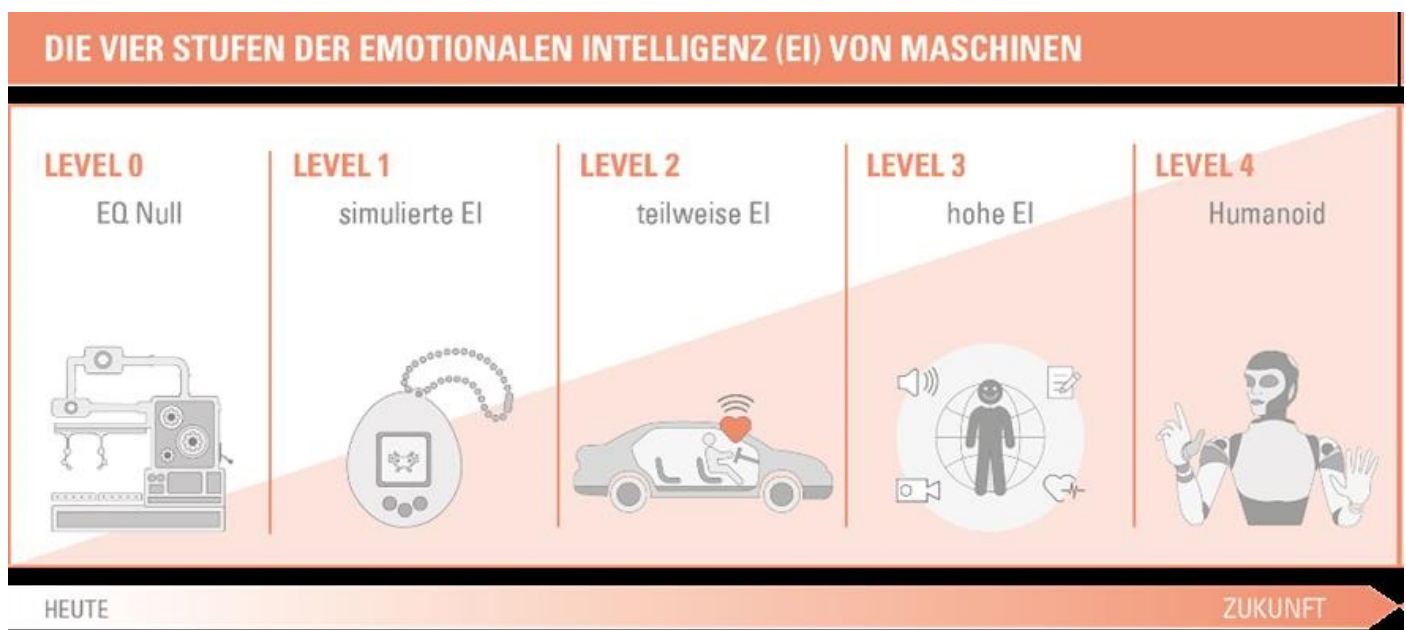 DIE VIER STUFEN DER EMOTIONALEN INTELLIGENZ (EI) VON MASCHINEN
LEVEL 0
EQ Null
LEVEL 1
simulierte EI
LEVEL 2
teilweise EI
LEVEL 3
hohe EI
LEVEL 4
Humanoid
HEUTE
ZUKUNFT